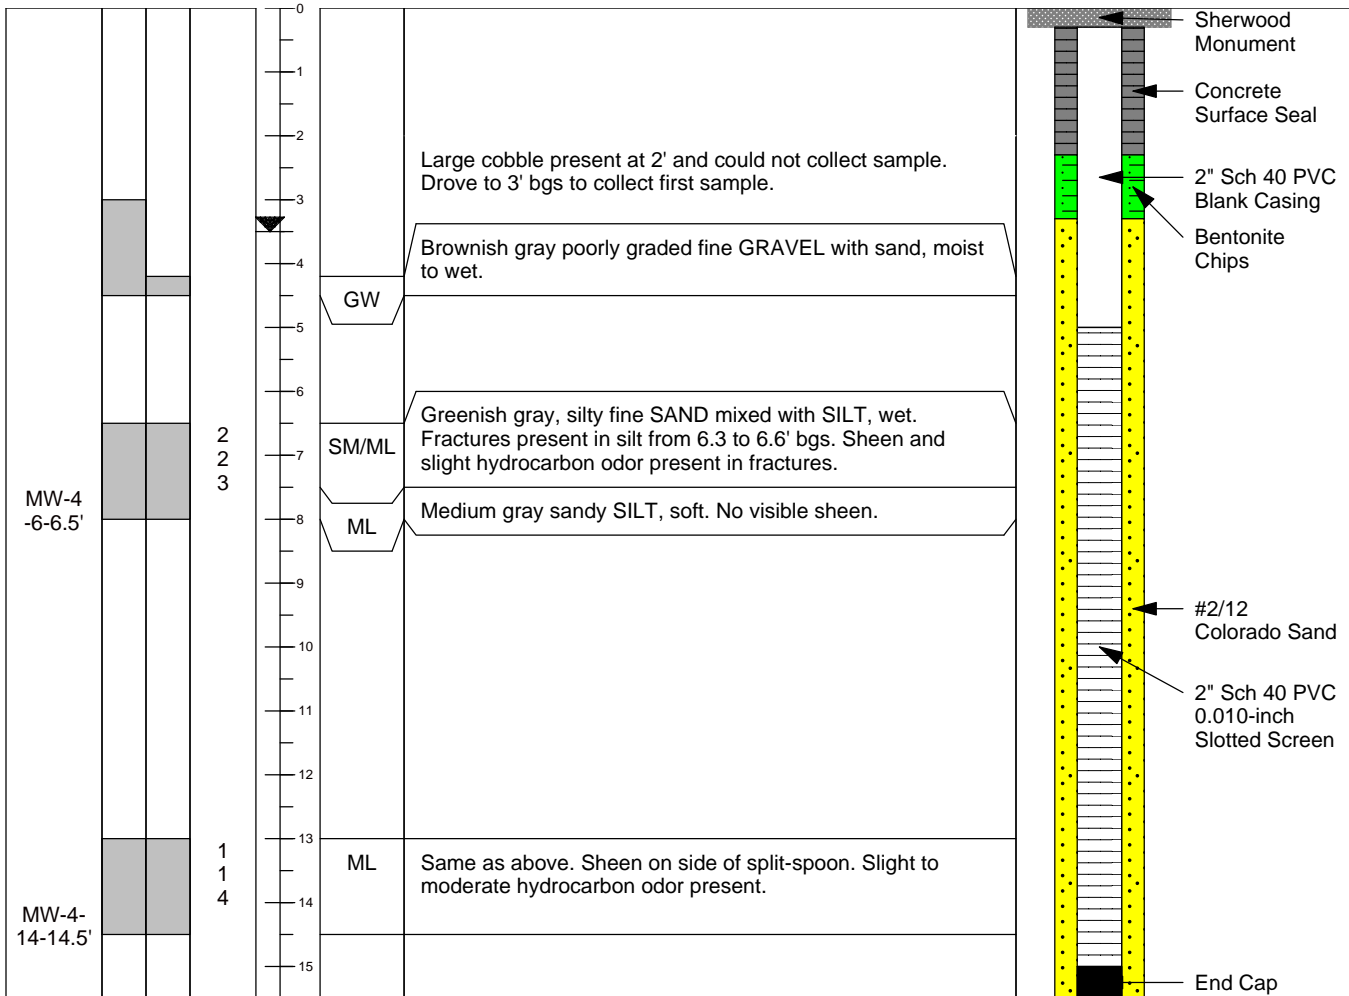 0
1
2
3
4
5
6
7
8
9
10
11
12
13
14
15
MW-4
-6-6.5'
MW-4-
14-14.5'
2
2
3
1
1
4
GW
SM/ML
ML
ML
Large cobble present at 2' and could not collect sample.
Drove to 3' bgs to collect first sample.
Brownish gray poorly graded fine GRAVEL with sand, moist
to wet.
Greenish gray, silty fine SAND mixed with SILT, wet.
Fractures present in silt from 6.3 to 6.6' bgs. Sheen and
slight hydrocarbon odor present in fractures.
Medium gray sandy SILT, soft. No visible sheen.
Same as above. Sheen on side of split-spoon. Slight to
moderate hydrocarbon odor present.
Sherwood
Monument
Concrete
Surface Seal
2" Sch 40 PVC
Blank Casing
Bentonite
Chips
#2/12
Colorado Sand
2" Sch 40 PVC
0.010-inch
Slotted Screen
End Cap